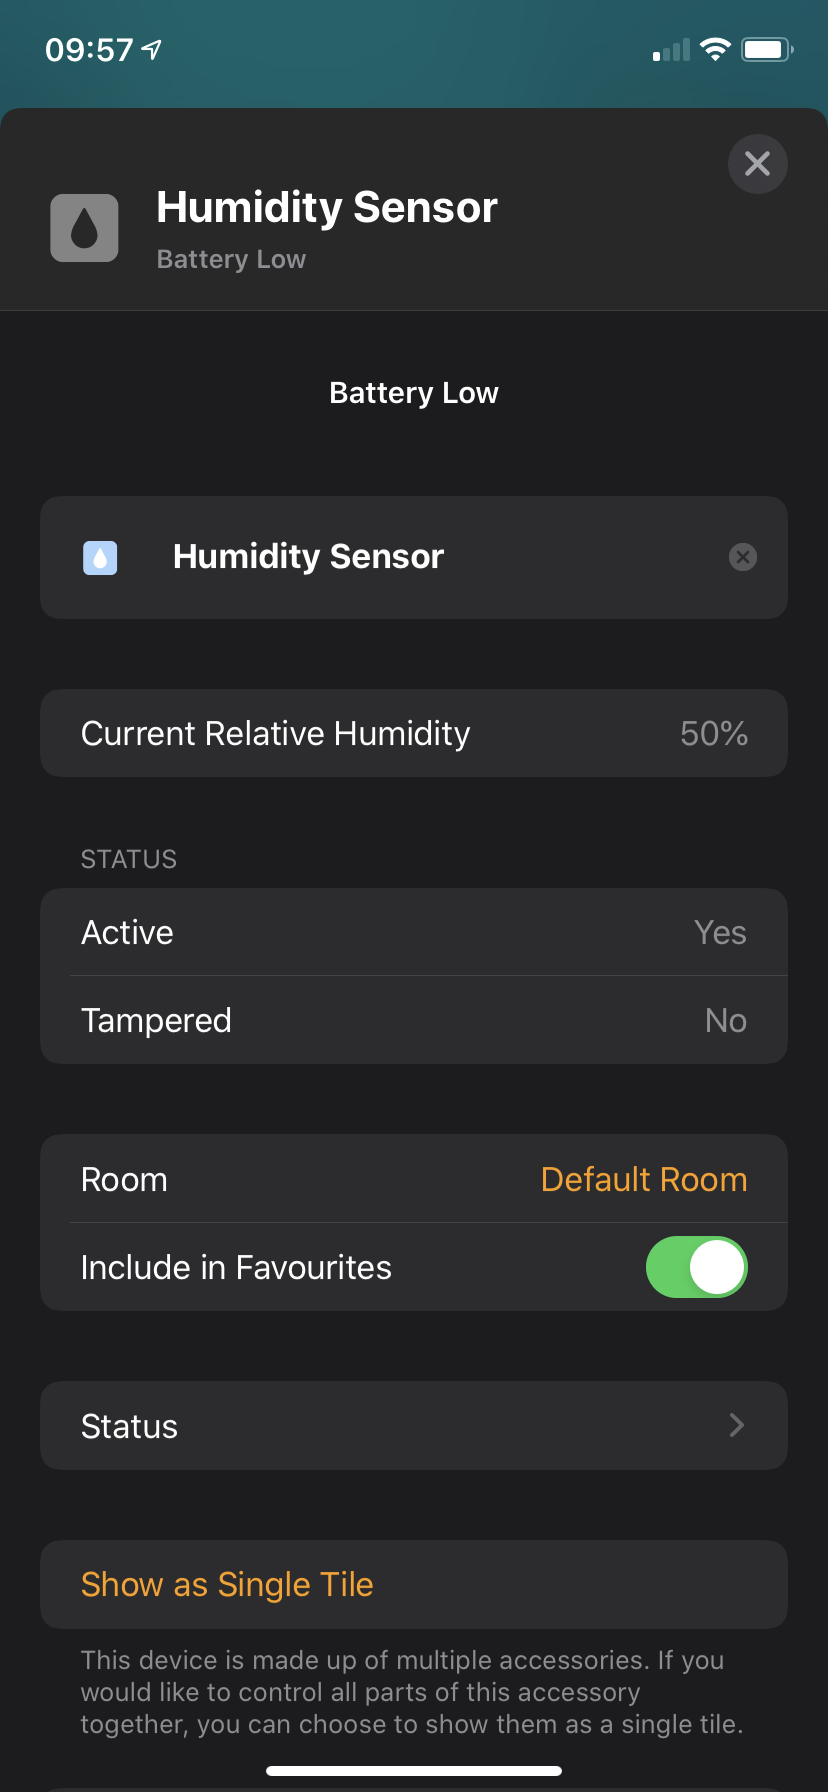 09:57
Humidity Sensor
Battery Low
Battery Low
Humidity Sensor
Current Relative Humidity 50%
STATUS
Active Yes
Tampered No
Room Default Room
Include in Favourites
Status
Show as Single Tile
This device is made up of multiple accessories. If you
would like to control all parts of this accessory
together, you can choose to show them as a single tile.